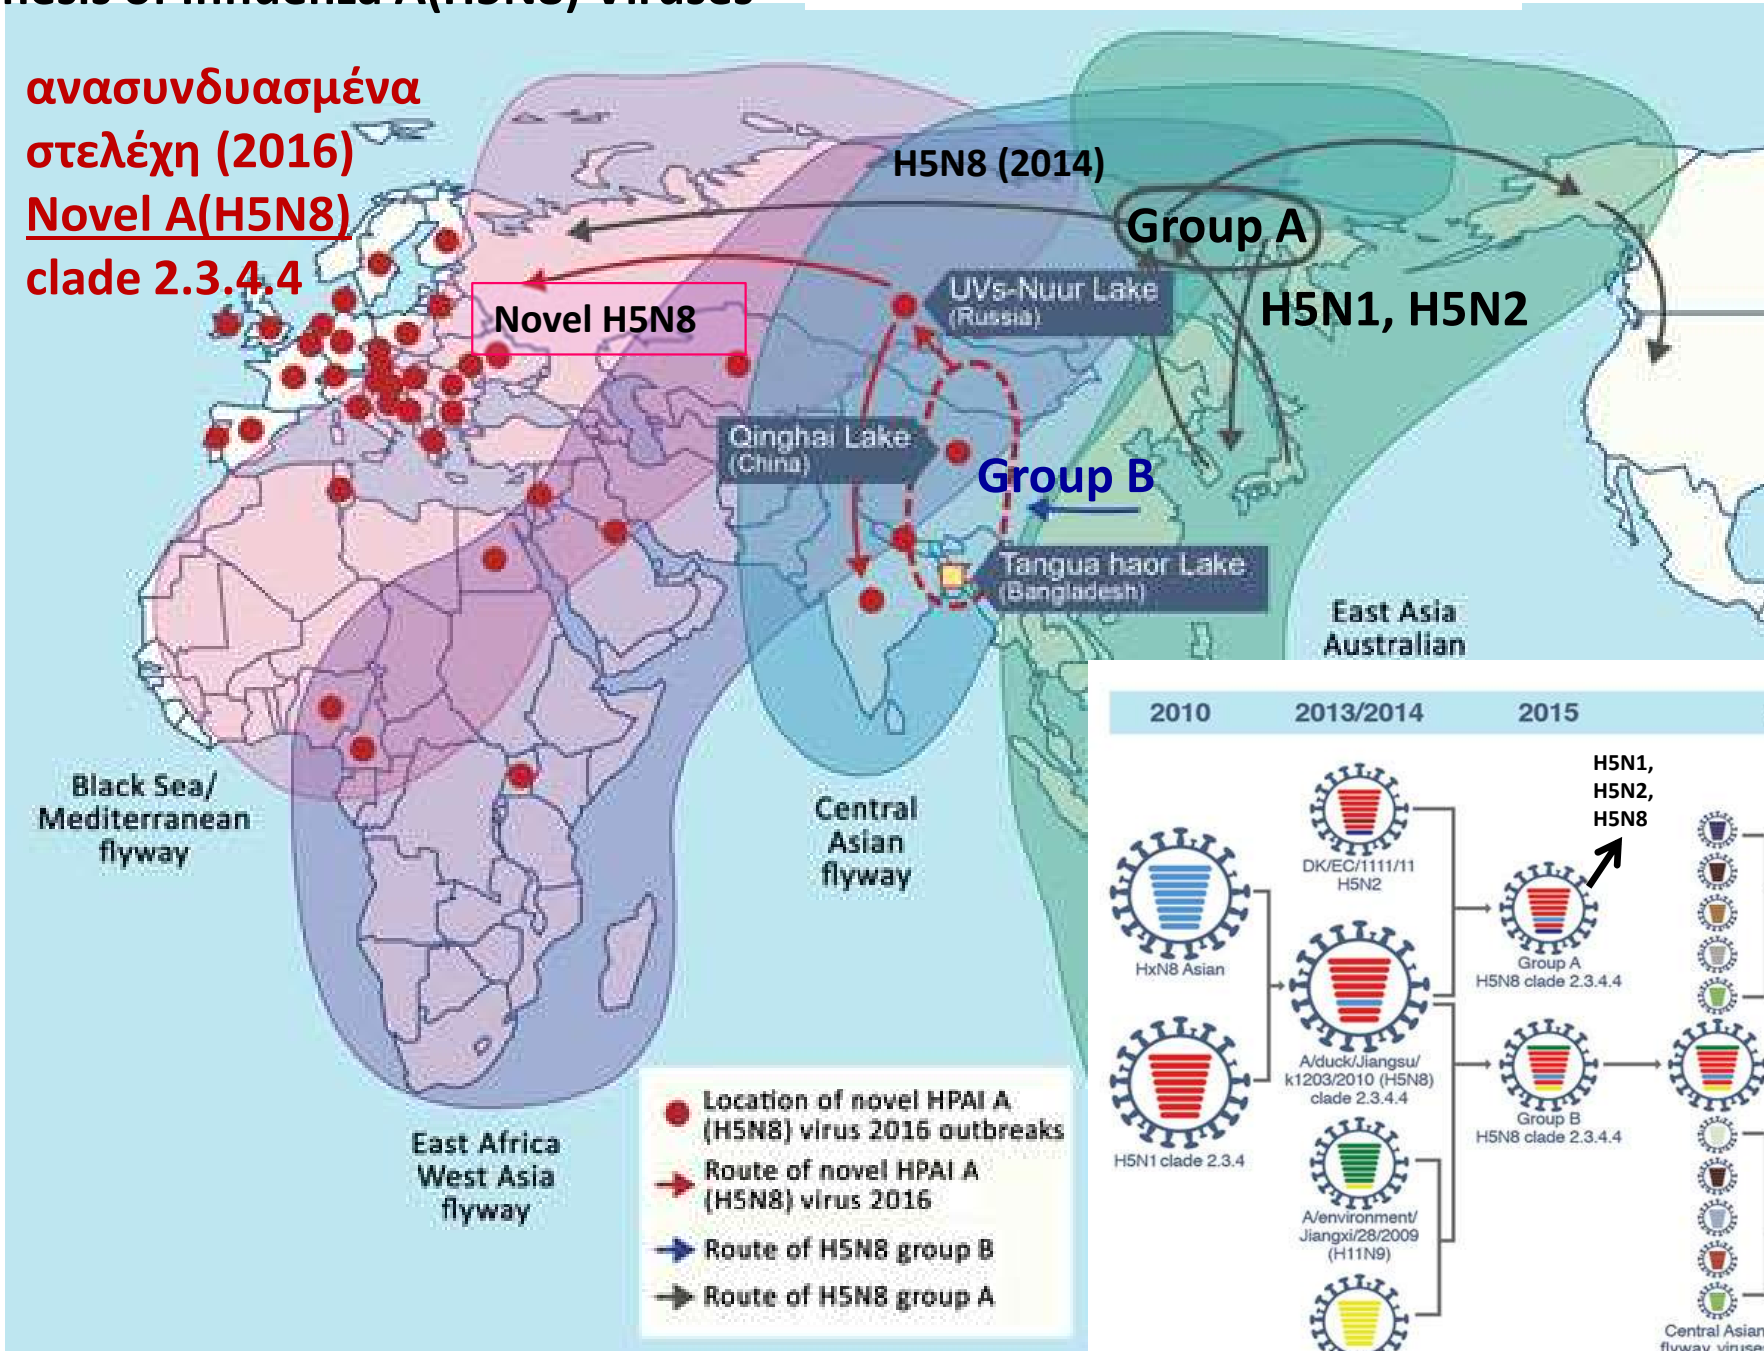 Influenza A(H5N8) viruses
ανασυνδυασμένα
στελέχη (2016)
Novel A(H5N8)
clade 2.3.4.4
H5N8 (2014)
Group A
UVs-Nuur Lake
(Russia)
H5N1, H5N2
Novel H5N8
Qinghai Lake
(China)
Group B
Tangua haor Lake
(Bangladesh)
East Asia
Australian
Black Sea/
Mediterranean
flyway
Central
Asian
flyway
East Africa
West Asia
flyway
Location of novel HPAI A
(H5N8) virus 2016 outbreaks
Route of novel HPAI A
(H5N8) virus 2016
Route of H5N8 group B
Route of H5N8 group A
2010 2013/2014 2015
H5N1,
H5N2,
H5N8
DK/EC/1111/11
H5N2
HxN8 Asian
Group A
H5N8 clade 2.3.4.4
A/duck/Jiangsu/
k1203/2010 (H5N8)
clade 2.3.4.4
Group B
H5N8 clade 2.3.4.4
H5N1 clade 2.3.4
A/environment/
Jiangxi/28/2009
(H11N9)
Central Asian
flyway